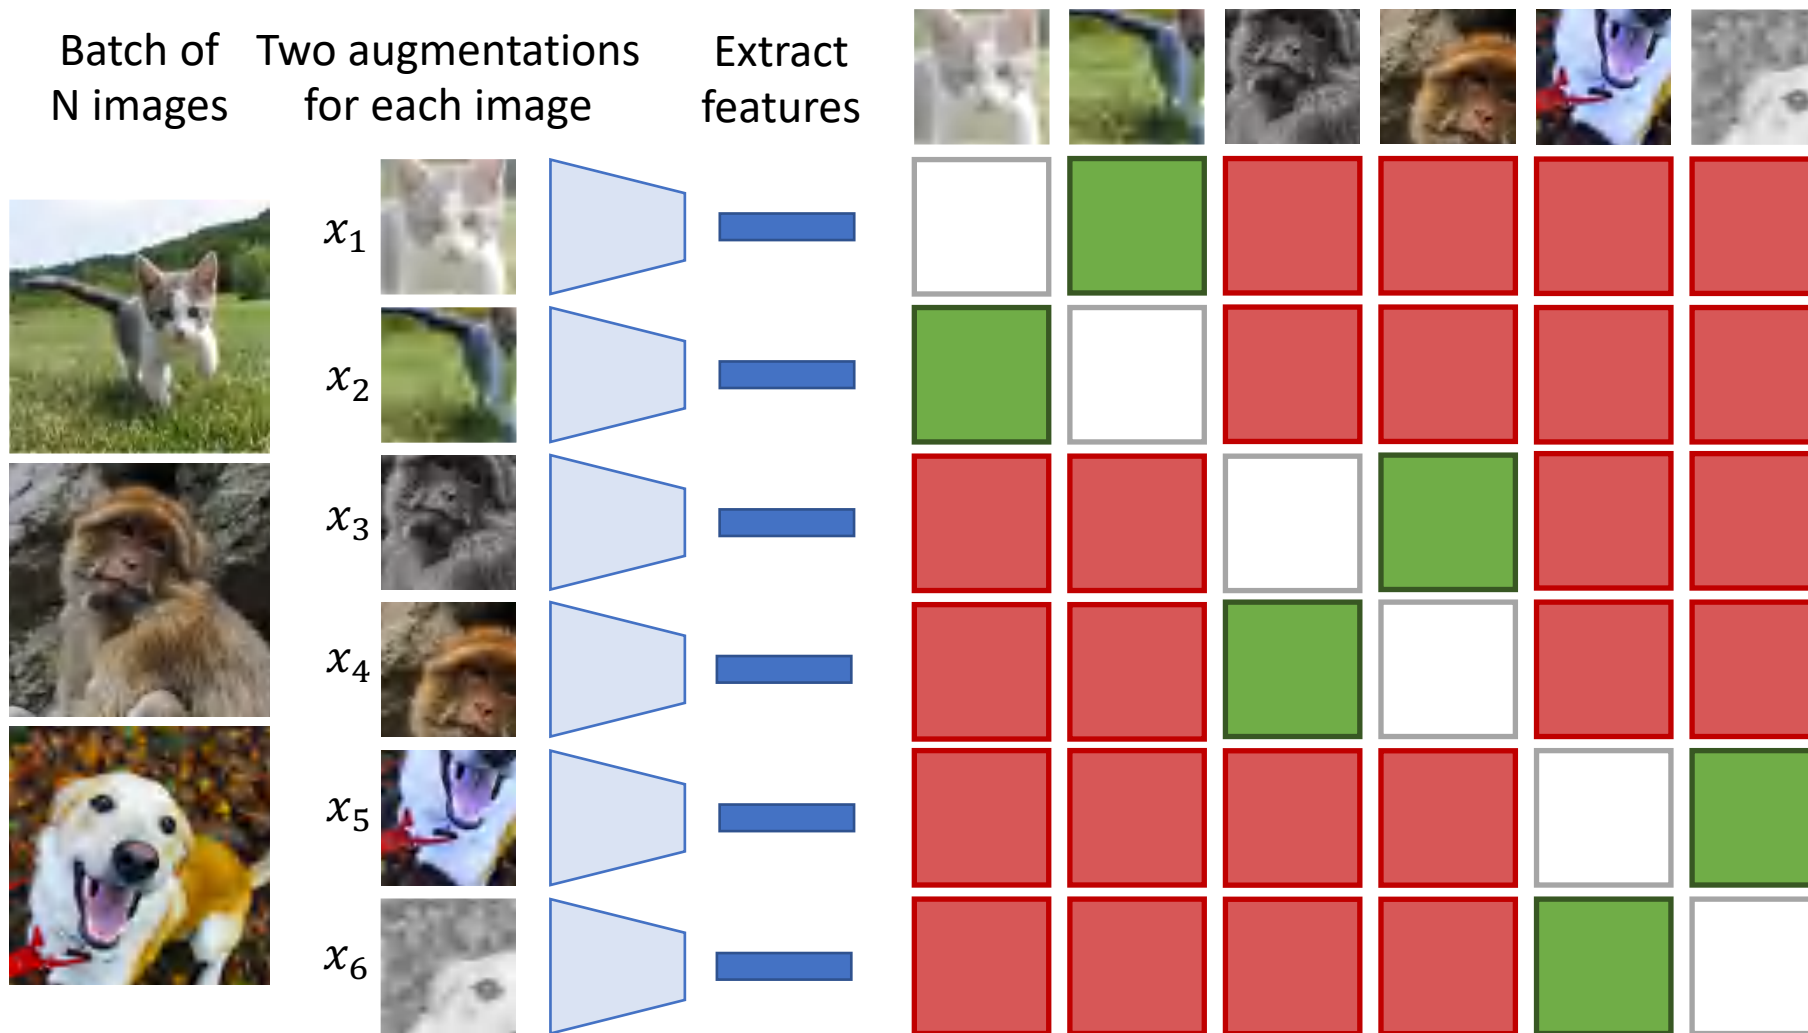 Batch of
N images
Two augmentations
for each image
Extract
features
x₁
x₂
x₃
x₄
x₅
x₆